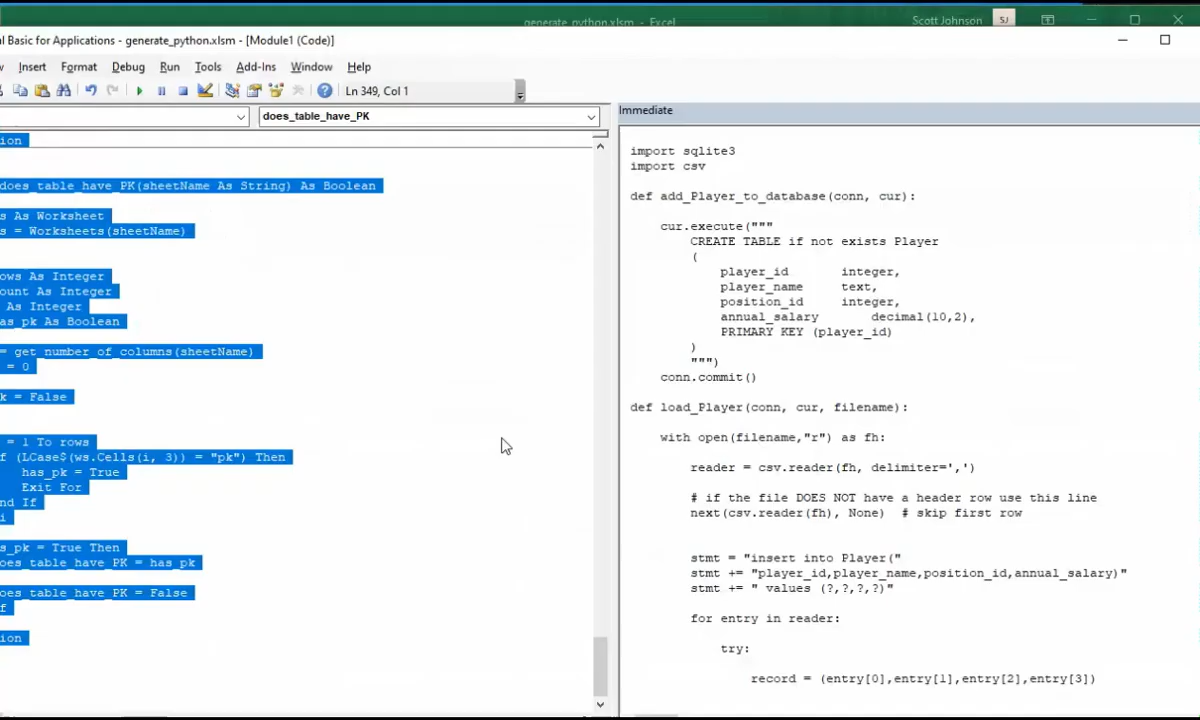 generate_python.xlsm - Excel
Scott Johnson
SJ
l Basic for Applications - generate_python.xlsm - [Module1 (Code)]
Insert Format Debug Run Tools Add-Ins Window Help
Ln 349, Col 1
does_table_have_PK
ion
does_table_have_PK(sheetName As String) As Boolean
s As Worksheet
s = Worksheets(sheetName)
ows As Integer
ount As Integer
As Integer
as_pk As Boolean
= get_number_of_columns(sheetName)
= 0
k = False
= 1 To rows
f (LCase$(ws.Cells(i, 3)) = "pk") Then
has_pk = True
Exit For
nd If
i
s_pk = True Then
oes_table_have_PK = has_pk
oes_table_have_PK = False
f
ion
Immediate
import sqlite3
import csv
def add_Player_to_database(conn, cur):
cur.execute("""
CREATE TABLE if not exists Player
(
player_id integer,
player_name text,
position_id integer,
annual_salary decimal(10,2),
PRIMARY KEY (player_id)
)
""")
conn.commit()
def load_Player(conn, cur, filename):
with open(filename,"r") as fh:
reader = csv.reader(fh, delimiter=',')
# if the file DOES NOT have a header row use this line
next(csv.reader(fh), None) # skip first row
stmt = "insert into Player("
stmt += "player_id,player_name,position_id,annual_salary)"
stmt += " values (?,?,?,?)"
for entry in reader:
try:
record = (entry[0],entry[1],entry[2],entry[3])